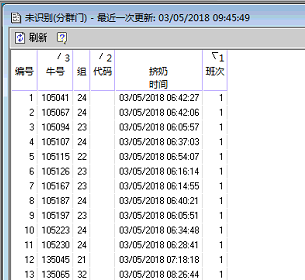 未识别(分群门) - 最近一次更新: 03/05/2018 09:45:49
刷新
3 2 1
编号 牛号 组 代码 挤奶时间 班次
1 105041 24 03/05/2018 06:42:27 1
2 105067 24 03/05/2018 06:42:06 1
3 105094 23 03/05/2018 06:05:57 1
4 105107 24 03/05/2018 06:37:03 1
5 105115 22 03/05/2018 06:54:07 1
6 105126 23 03/05/2018 06:16:14 1
7 105167 23 03/05/2018 06:14:55 1
8 105187 24 03/05/2018 06:40:21 1
9 105197 23 03/05/2018 06:05:51 1
10 105223 24 03/05/2018 06:34:48 1
11 105230 24 03/05/2018 06:28:41 1
12 135045 21 03/05/2018 07:18:18 1
13 135065 32 03/05/2018 08:26:44 1